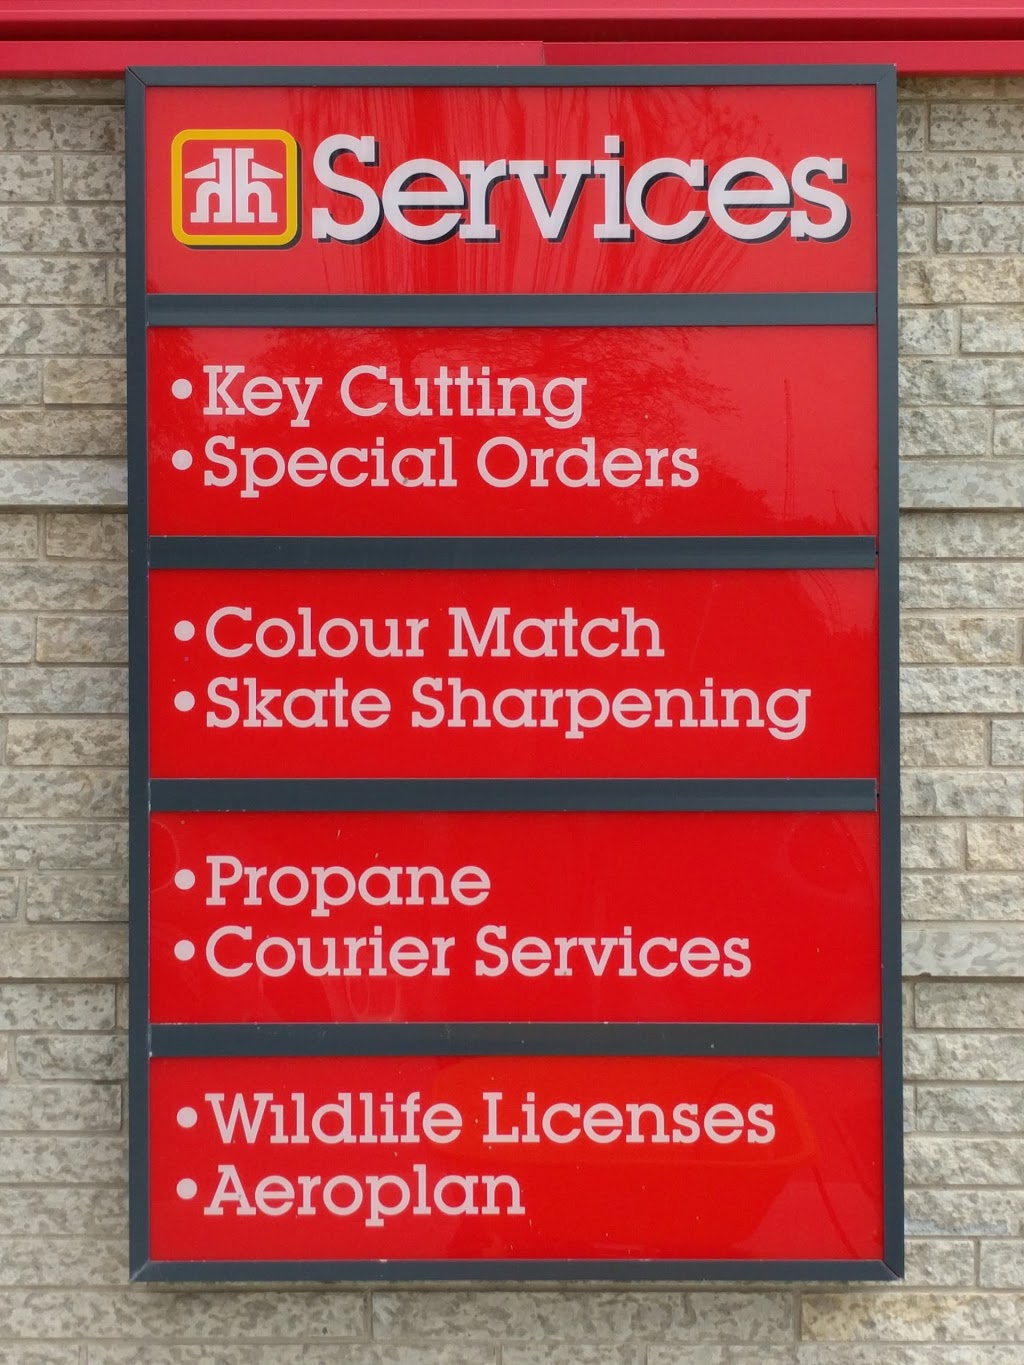 Services
• Key Cutting
• Special Orders
• Colour Match
• Skate Sharpening
• Propane
• Courier Services
• Wildlife Licenses
• Aeroplan